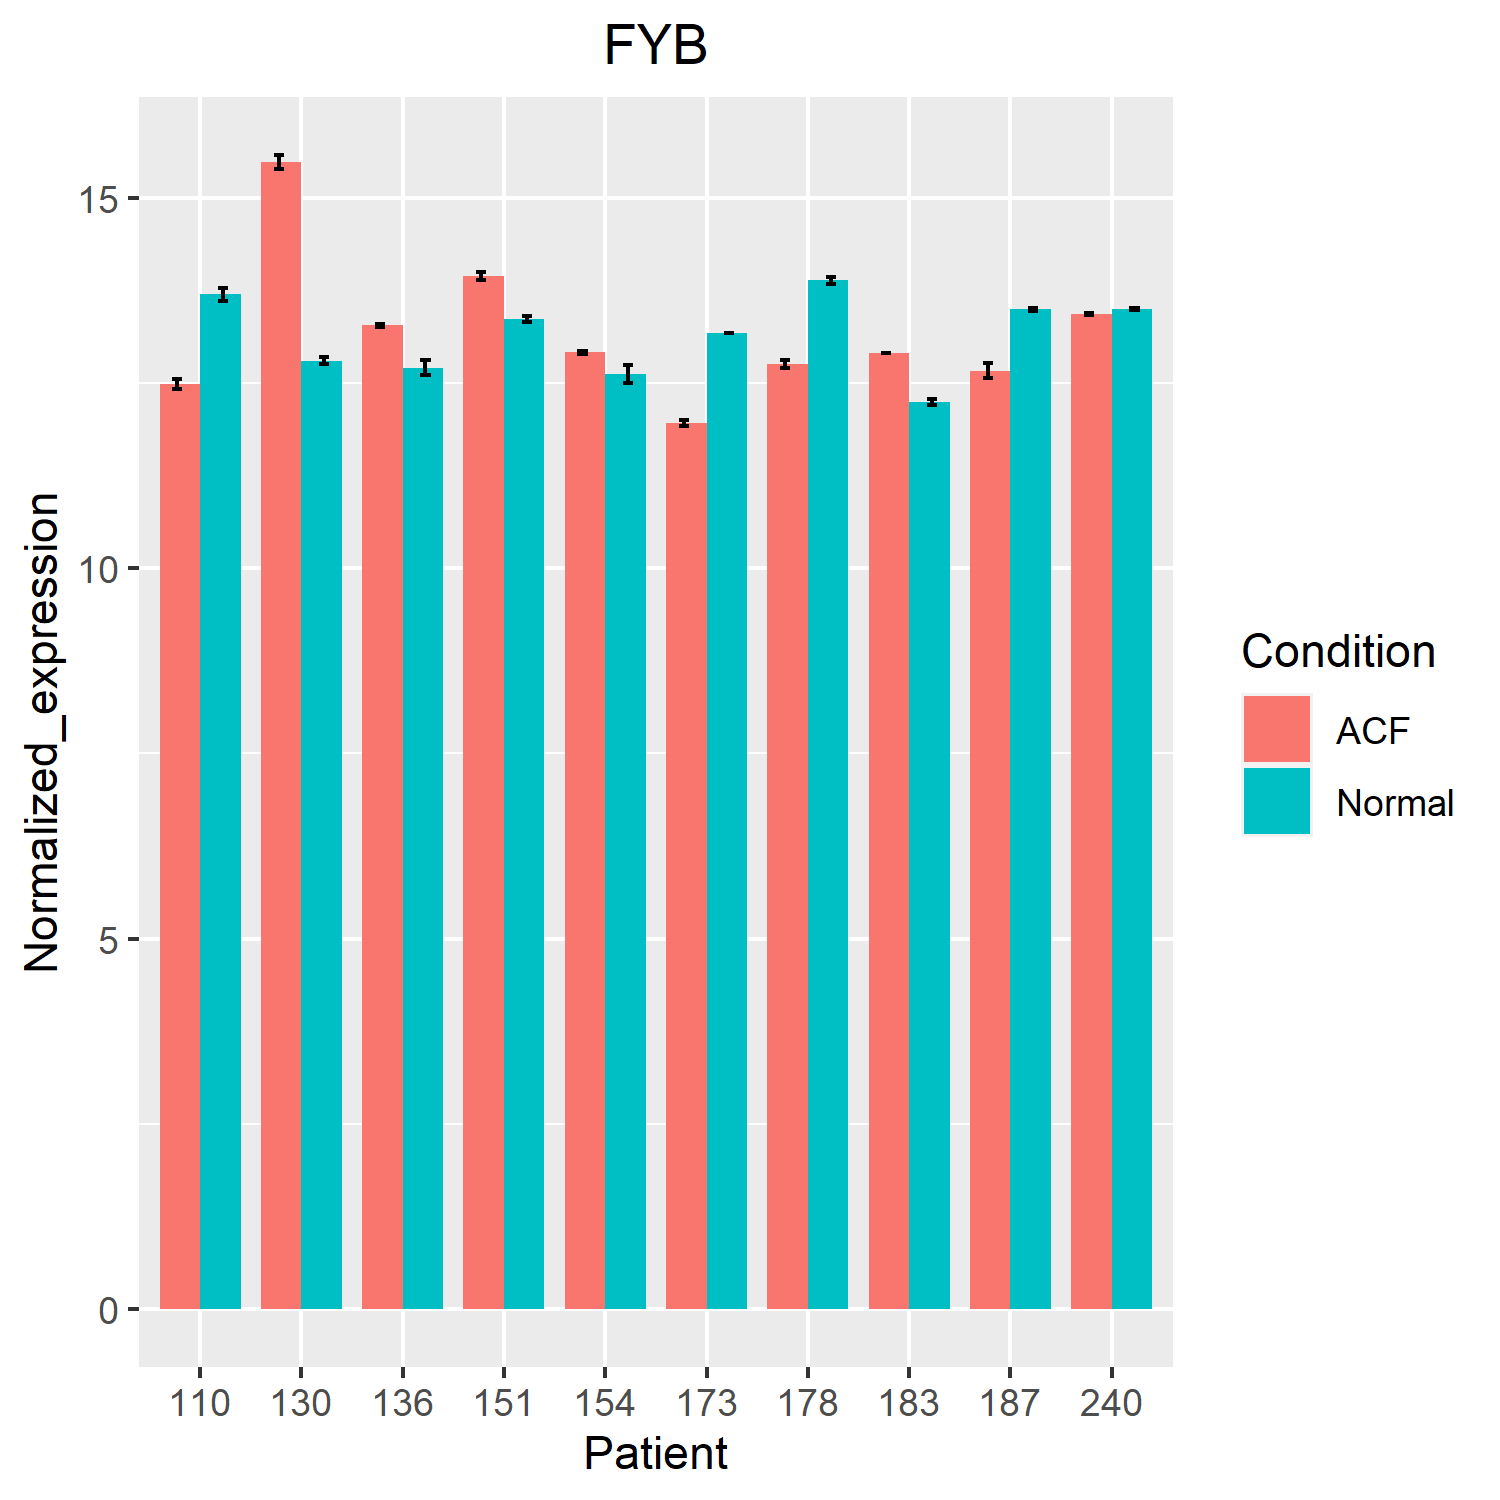 FYB
15
10
5
0
Normalized_expression
110 130 136 151 154 173 178 183 187 240
Patient
Condition
ACF
Normal